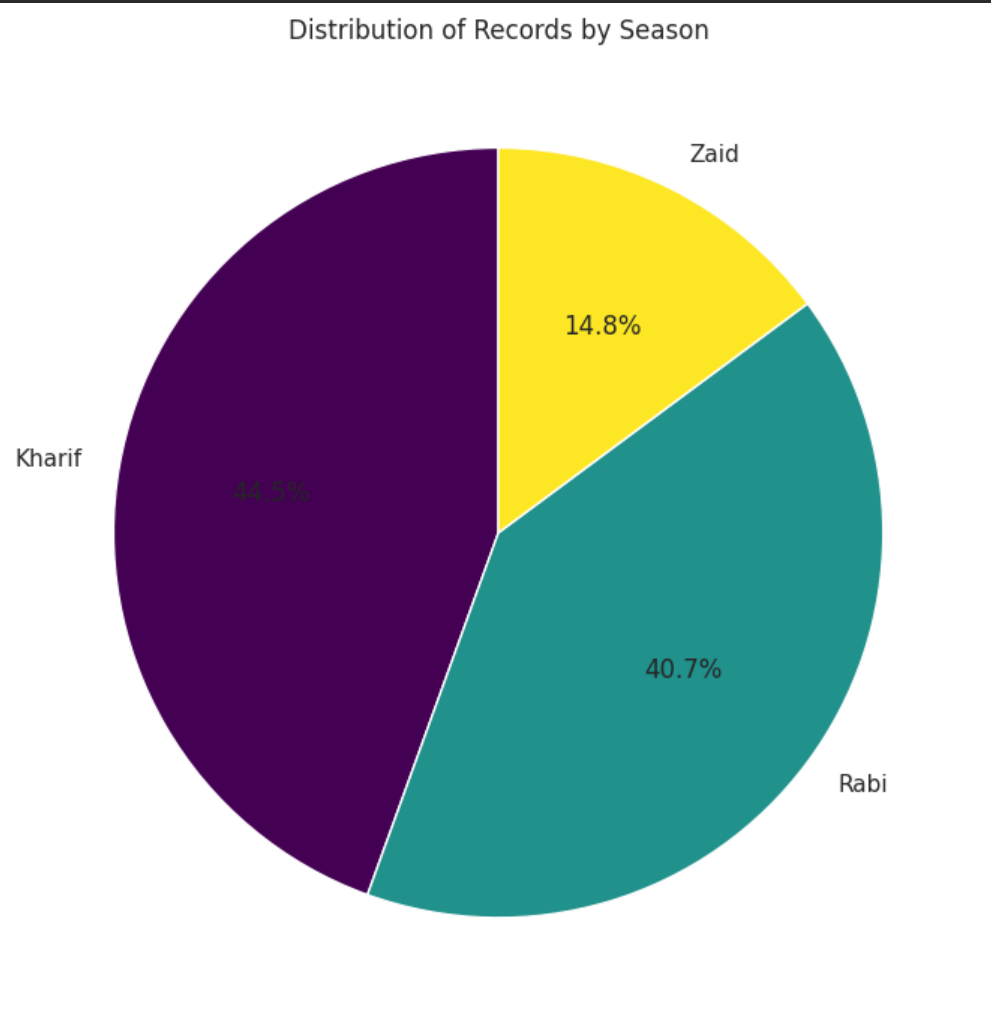 Distribution of Records by Season
Zaid
14.8%
Kharif
44.5%
40.7%
Rabi